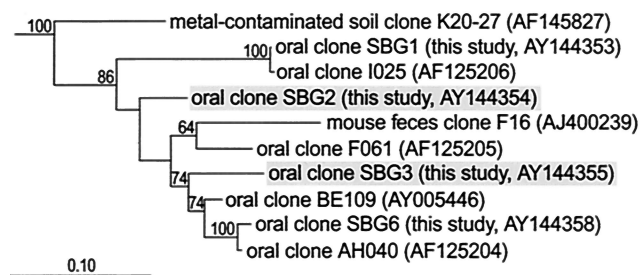 100 metal-contaminated soil clone K20-27 (AF145827)
100 oral clone SBG1 (this study, AY144353)
oral clone I025 (AF125206)
86
oral clone SBG2 (this study, AY144354)
64 mouse feces clone F16 (AJ400239)
oral clone F061 (AF125205)
74 oral clone SBG3 (this study, AY144355)
74 oral clone BE109 (AY005446)
100 oral clone SBG6 (this study, AY144358)
oral clone AH040 (AF125204)
0.10